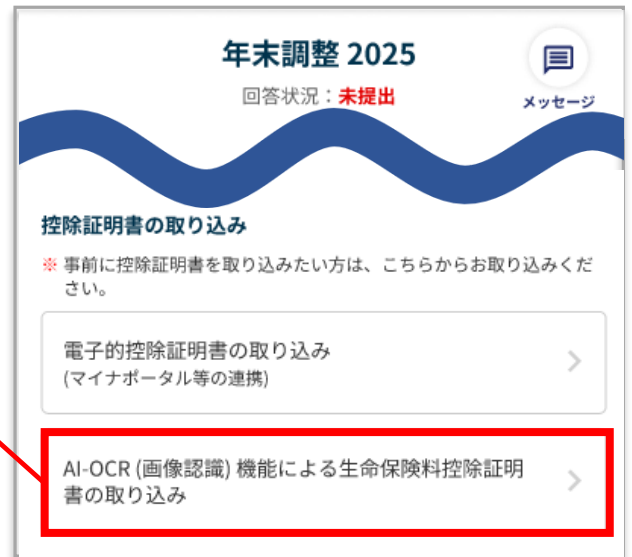 年末調整 2025
回答状況：未提出
メッセージ
控除証明書の取り込み
※ 事前に控除証明書を取り込みたい方は、こちらからお取り込みくだ
さい。
電子的控除証明書の取り込み
(マイナポータル等の連携)
AI-OCR (画像認識) 機能による生命保険料控除証明
書の取り込み